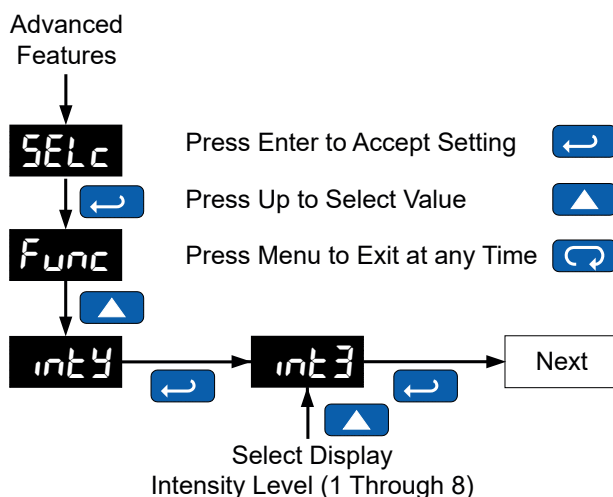 Advanced
Features
SELc
Press Enter to Accept Setting
Press Up to Select Value
Func
Press Menu to Exit at any Time
intY
int3
Next
Select Display
Intensity Level (1 Through 8)